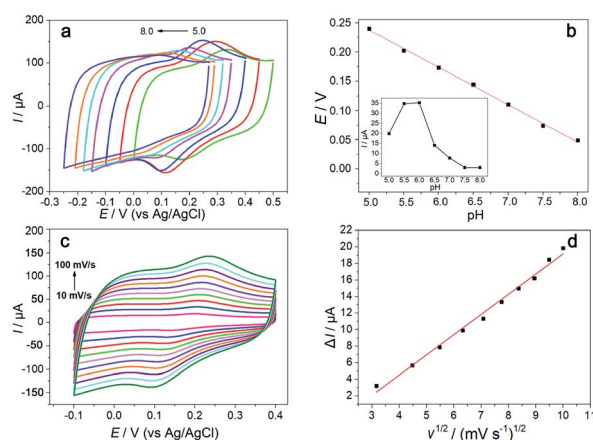 a
8.0 5.0
I / µA
150
100
50
0
-50
-100
-150
-200
-0.3 -0.2 -0.1 0.0 0.1 0.2 0.3 0.4 0.5
E / V (vs Ag/AgCl)
b
E / V
0.25
0.20
0.15
0.10
0.05
0.00
I / µA
35
30
25
20
15
10
5
0
5.0 5.5 6.0 6.5 7.0 7.5 8.0
pH
5.0 5.5 6.0 6.5 7.0 7.5 8.0
pH
c
100 mV/s
10 mV/s
I / µA
200
150
100
50
0
-50
-100
-150
-0.1 0.0 0.1 0.2 0.3 0.4
E / V (vs Ag/AgCl)
d
Δ I / µA
22
20
18
16
14
12
10
8
6
4
2
3 4 5 6 7 8 9 10 11
v1/2 / (mV s-1)1/2